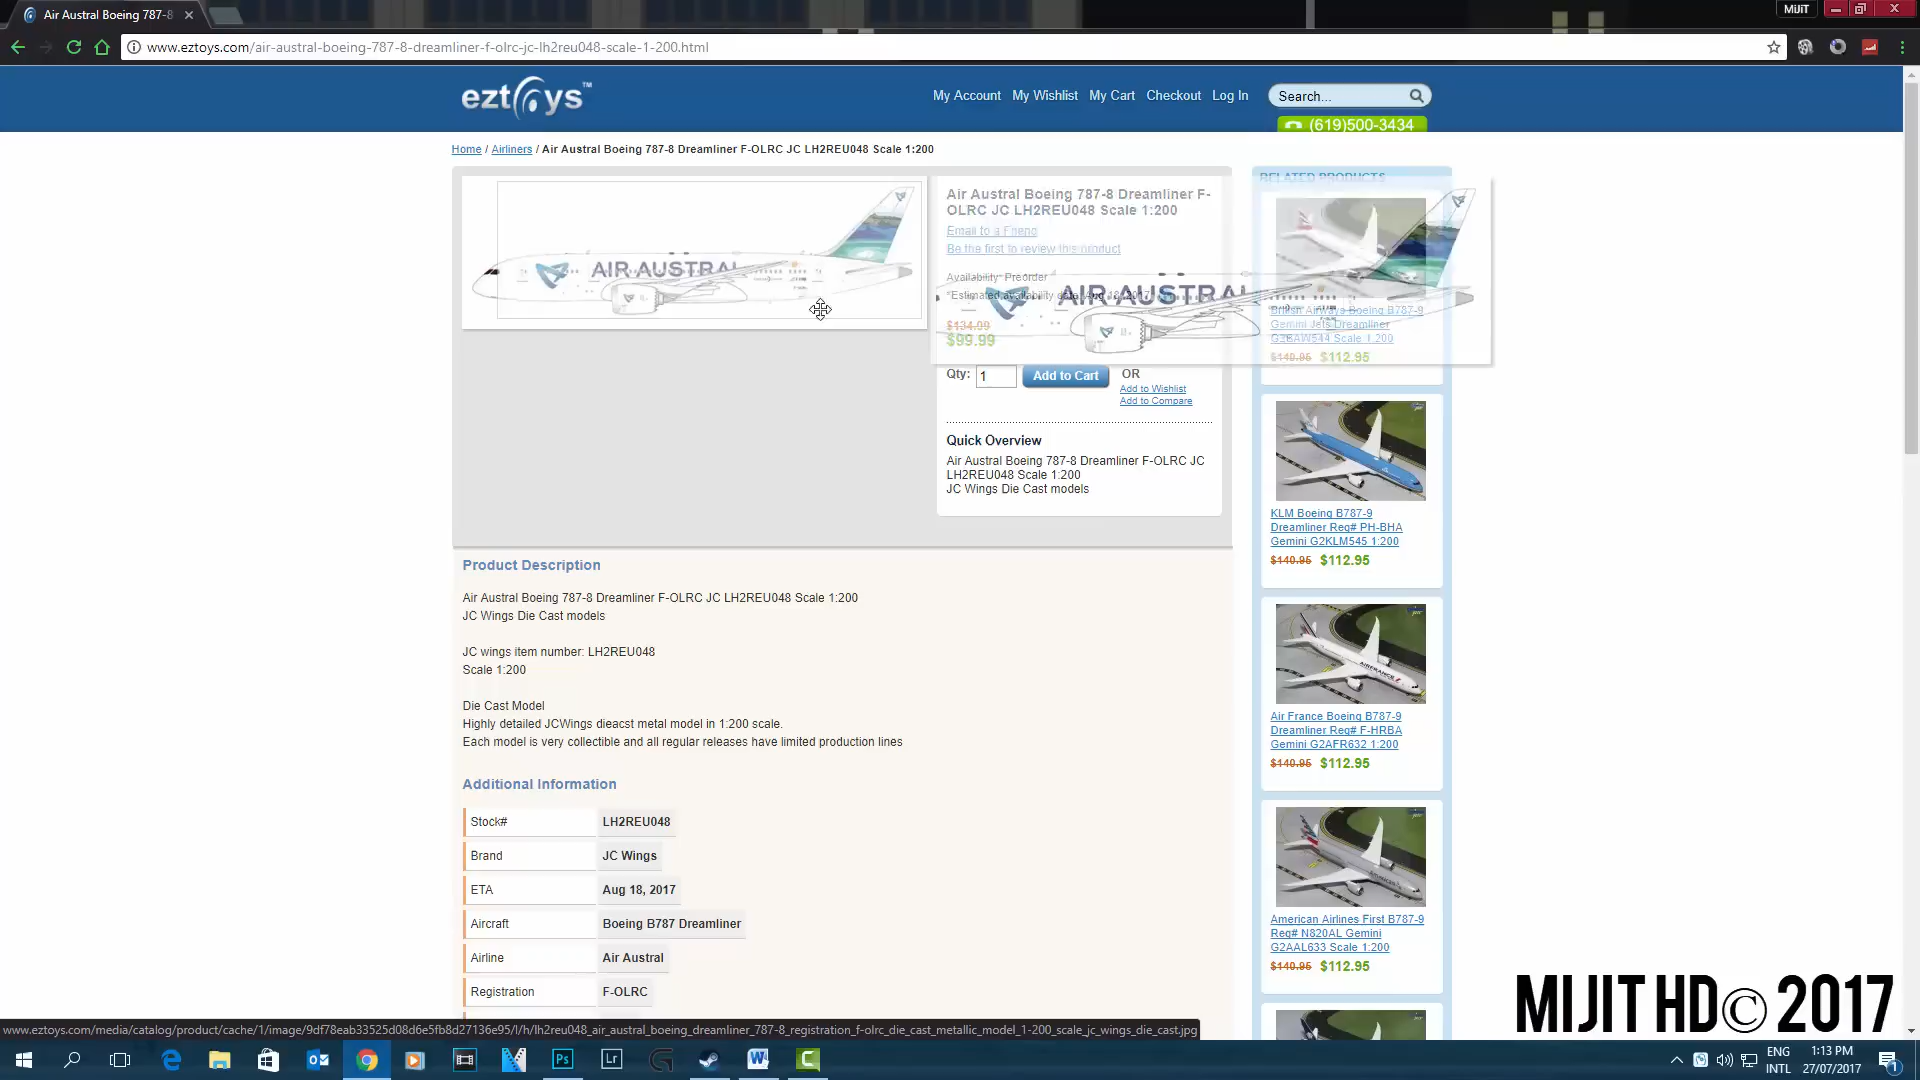 Air Austral Boeing 787-8
MiJiT
www.eztoys.com/air-austral-boeing-787-8-dreamliner-f-olrc-jc-lh2reu048-scale-1-200.html
eztoys™
My Account My Wishlist My Cart Checkout Log In
Search...
(619)500-3434
Home / Airliners / Air Austral Boeing 787-8 Dreamliner F-OLRC JC LH2REU048 Scale 1:200
AIR AUSTRAL
Air Austral Boeing 787-8 Dreamliner F-
OLRC JC LH2REU048 Scale 1:200
Email to a Friend
Be the first to review this product
Availability: Preorder
*Estimated availability date: Aug 18, 2017
$134.99
$99.99
AIR AUSTRAL
Qty: 1 Add to Cart OR
Add to Wishlist
Add to Compare
Quick Overview
Air Austral Boeing 787-8 Dreamliner F-OLRC JC
LH2REU048 Scale 1:200
JC Wings Die Cast models
RELATED PRODUCTS
British Airways Boeing B787-9
Gemini Jets Dreamliner
G2BAW544 Scale 1:200
$140.95 $112.95
KLM Boeing B787-9
Dreamliner Reg# PH-BHA
Gemini G2KLM545 1:200
$140.95 $112.95
AIRFRANCE
Air France Boeing B787-9
Dreamliner Reg# F-HRBA
Gemini G2AFR632 1:200
$140.95 $112.95
American Airlines First B787-9
Reg# N820AL Gemini
G2AAL633 Scale 1:200
$140.95 $112.95
Product Description
Air Austral Boeing 787-8 Dreamliner F-OLRC JC LH2REU048 Scale 1:200
JC Wings Die Cast models
JC wings item number: LH2REU048
Scale 1:200
Die Cast Model
Highly detailed JCWings dieacst metal model in 1:200 scale.
Each model is very collectible and all regular releases have limited production lines
Additional Information
Stock# LH2REU048
Brand JC Wings
ETA Aug 18, 2017
Aircraft Boeing B787 Dreamliner
Airline Air Austral
Registration F-OLRC
MIJIT HD© 2017
www.eztoys.com/media/catalog/product/cache/1/image/9df78eab33525d08d6e5fb8d27136e95/l/h/lh2reu048_air_austral_boeing_dreamliner_787-8_registration_f-olrc_die_cast_metallic_model_1-200_scale_jc_wings_die_cast.jpg
Ps
Lr
W
ENG
INTL
1:13 PM
27/07/2017
1